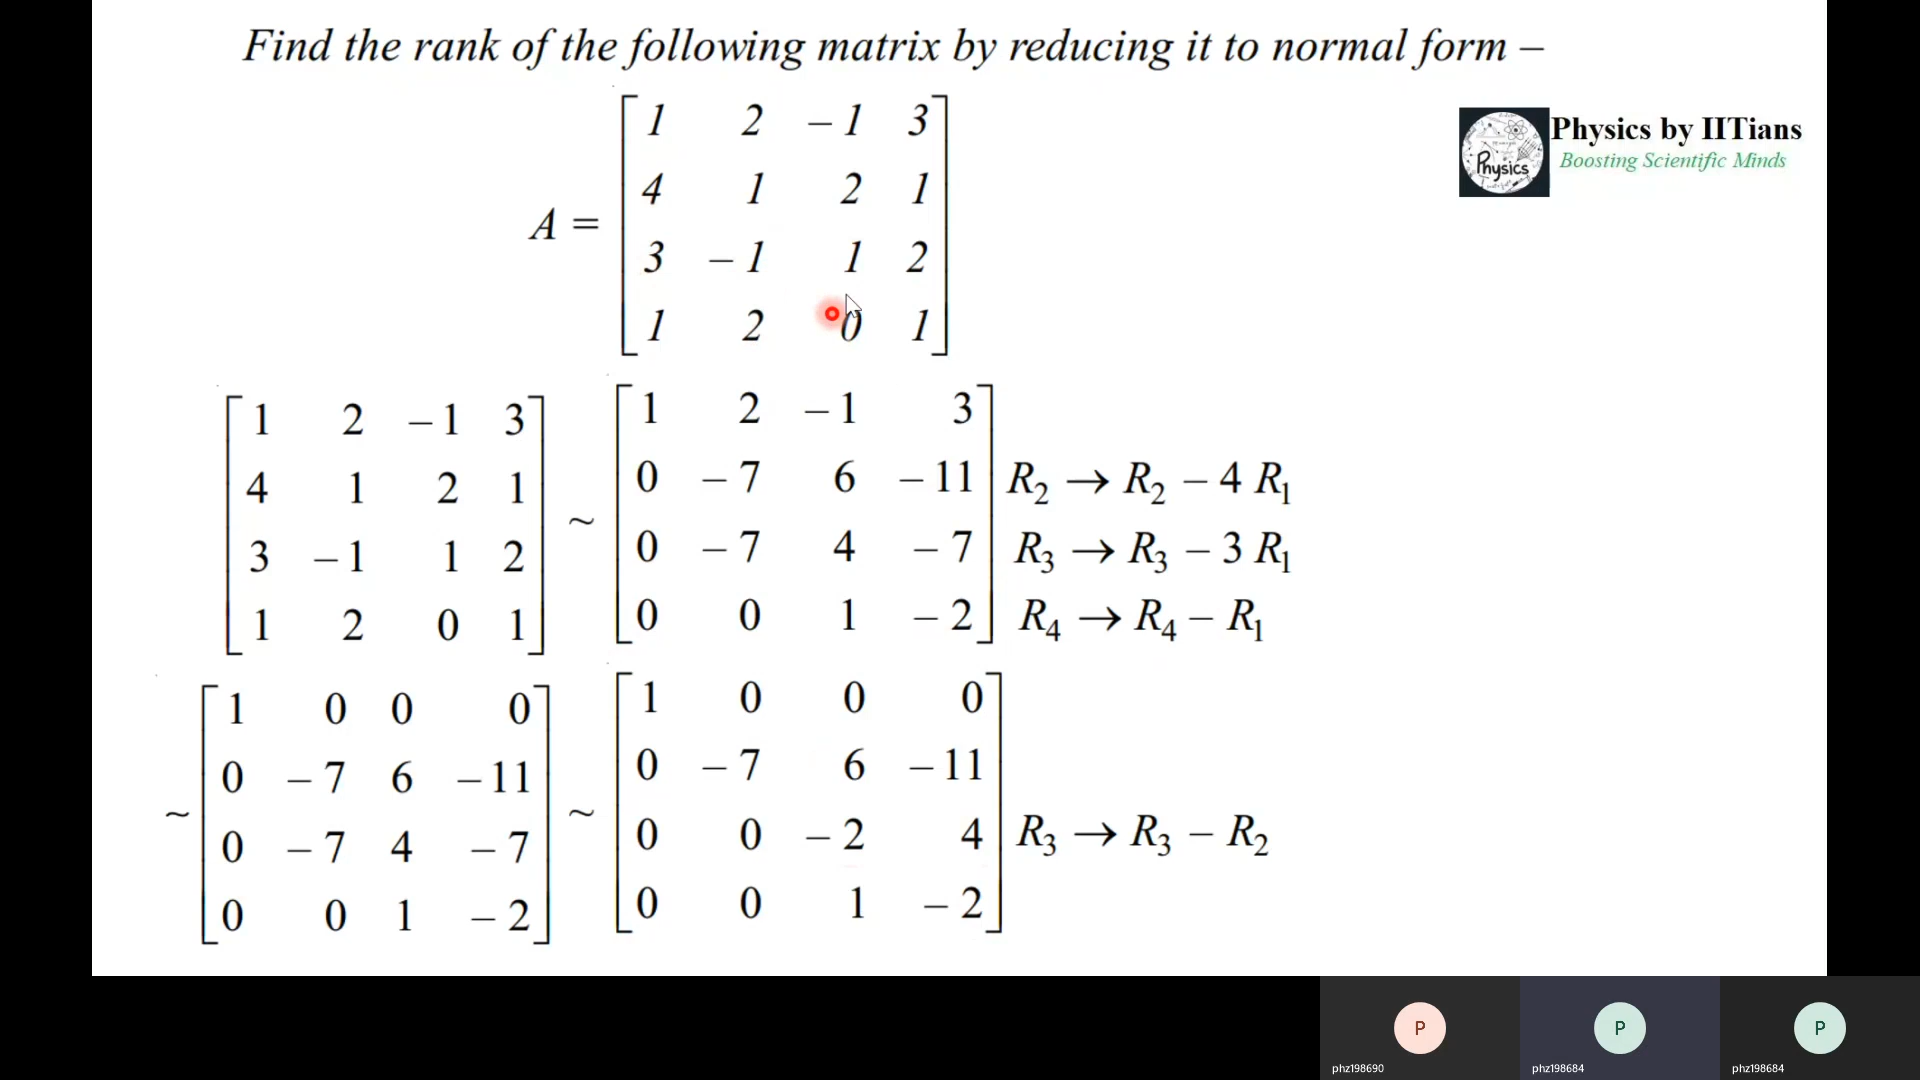 Find the rank of the following matrix by reducing it to normal form –
A = [ 1 2 – 1 3
4 1 2 1
3 – 1 1 2
1 2 0 1 ]
Physics by IITians
Boosting Scientific Minds
Physics
[ 1 2 – 1 3
4 1 2 1
3 – 1 1 2
1 2 0 1 ]
~ [ 1 2 – 1 3
0 – 7 6 – 11
0 – 7 4 – 7
0 0 1 – 2 ]
R₂ → R₂ – 4 R₁
R₃ → R₃ – 3 R₁
R₄ → R₄ – R₁
~ [ 1 0 0 0
0 – 7 6 – 11
0 – 7 4 – 7
0 0 1 – 2 ]
~ [ 1 0 0 0
0 – 7 6 – 11
0 0 – 2 4
0 0 1 – 2 ]
R₃ → R₃ – R₂
P
phz198690
P
phz198684
P
phz198684